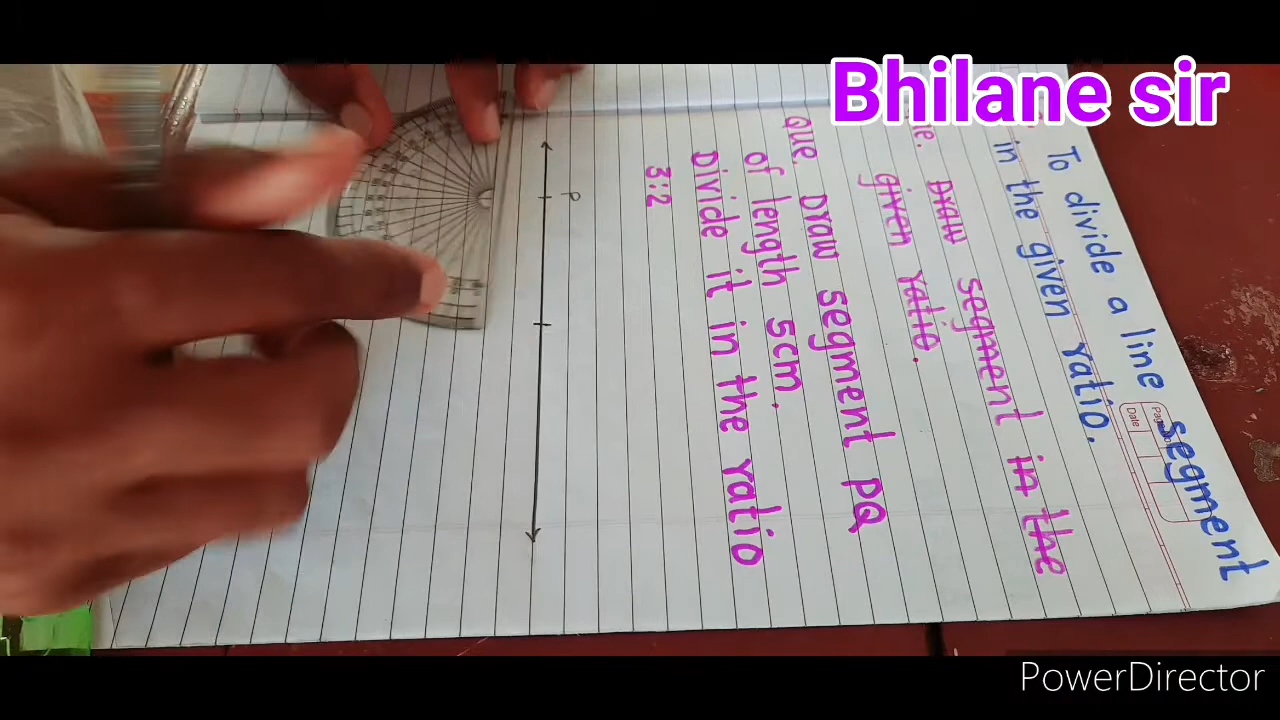 Bhilane sir
To divide a line segment
in the given ratio.
Draw segment in the
given ratio.
Que. Draw segment PQ
of length 5cm.
Divide it in the ratio
3:2
P
Date
PowerDirector